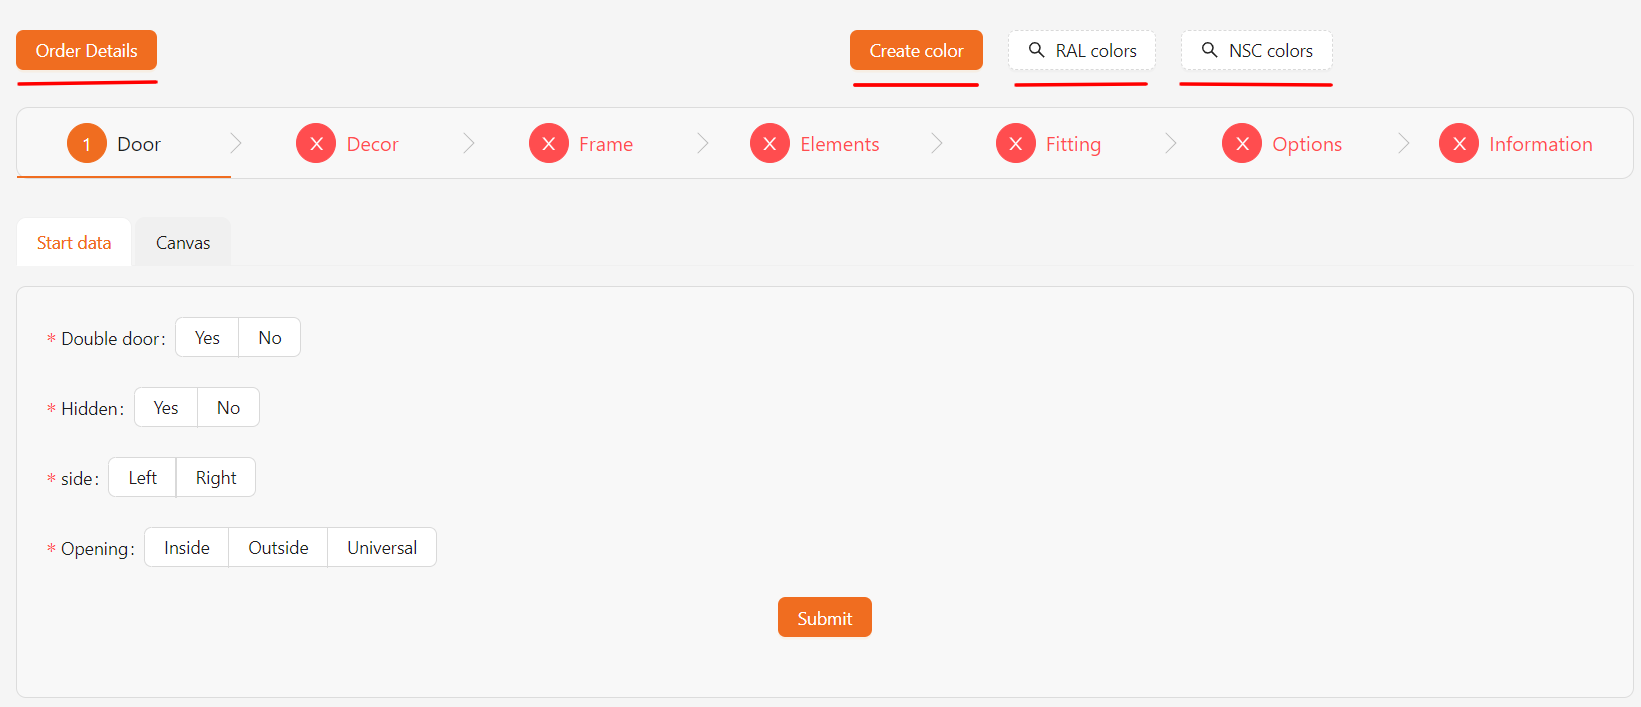 Order Details Create color RAL colors NSC colors
1 Door X Decor X Frame X Elements X Fitting X Options X Information
Start data Canvas
* Double door: Yes No
* Hidden: Yes No
* side: Left Right
* Opening: Inside Outside Universal
Submit